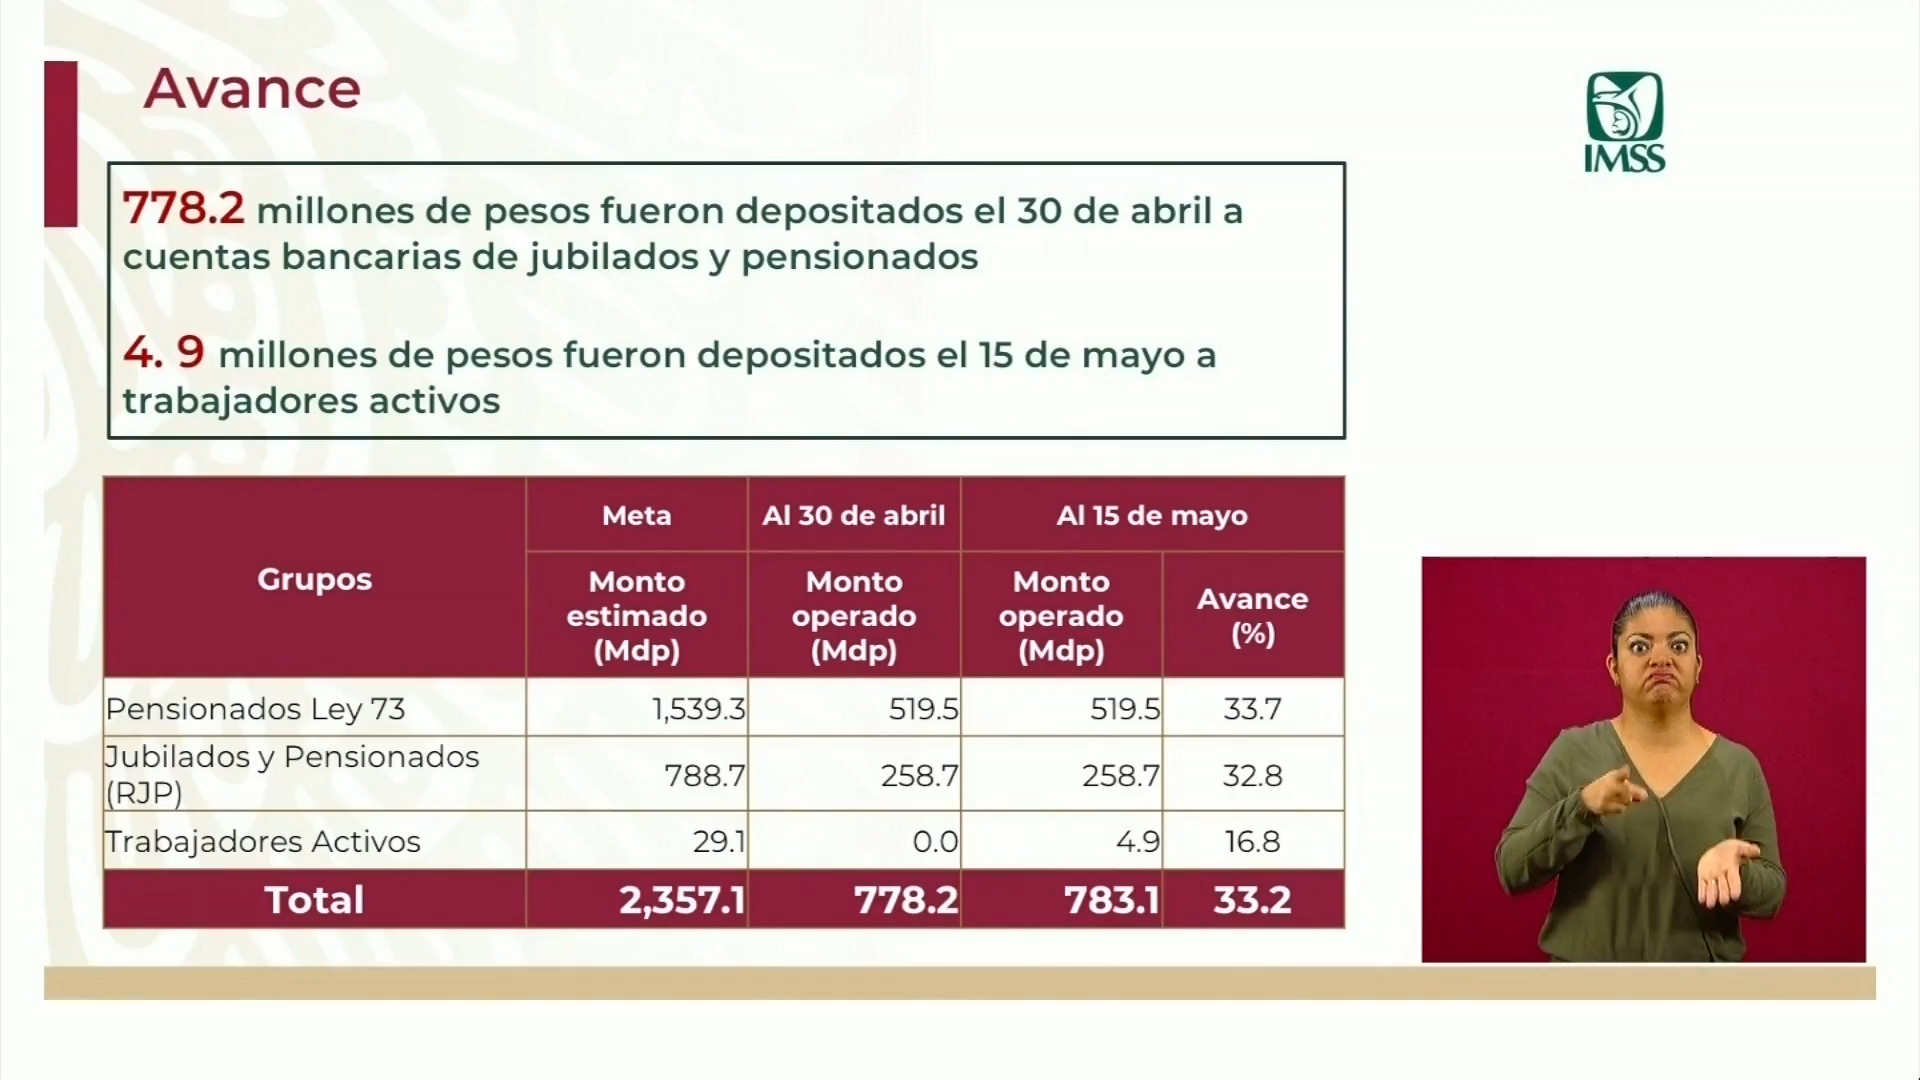 Avance
IMSS
778.2 millones de pesos fueron depositados el 30 de abril a
cuentas bancarias de jubilados y pensionados
4. 9 millones de pesos fueron depositados el 15 de mayo a
trabajadores activos
Grupos Meta Al 30 de abril Al 15 de mayo
Monto estimado (Mdp) Monto operado (Mdp) Monto operado (Mdp) Avance (%)
Pensionados Ley 73 1,539.3 519.5 519.5 33.7
Jubilados y Pensionados (RJP) 788.7 258.7 258.7 32.8
Trabajadores Activos 29.1 0.0 4.9 16.8
Total 2,357.1 778.2 783.1 33.2